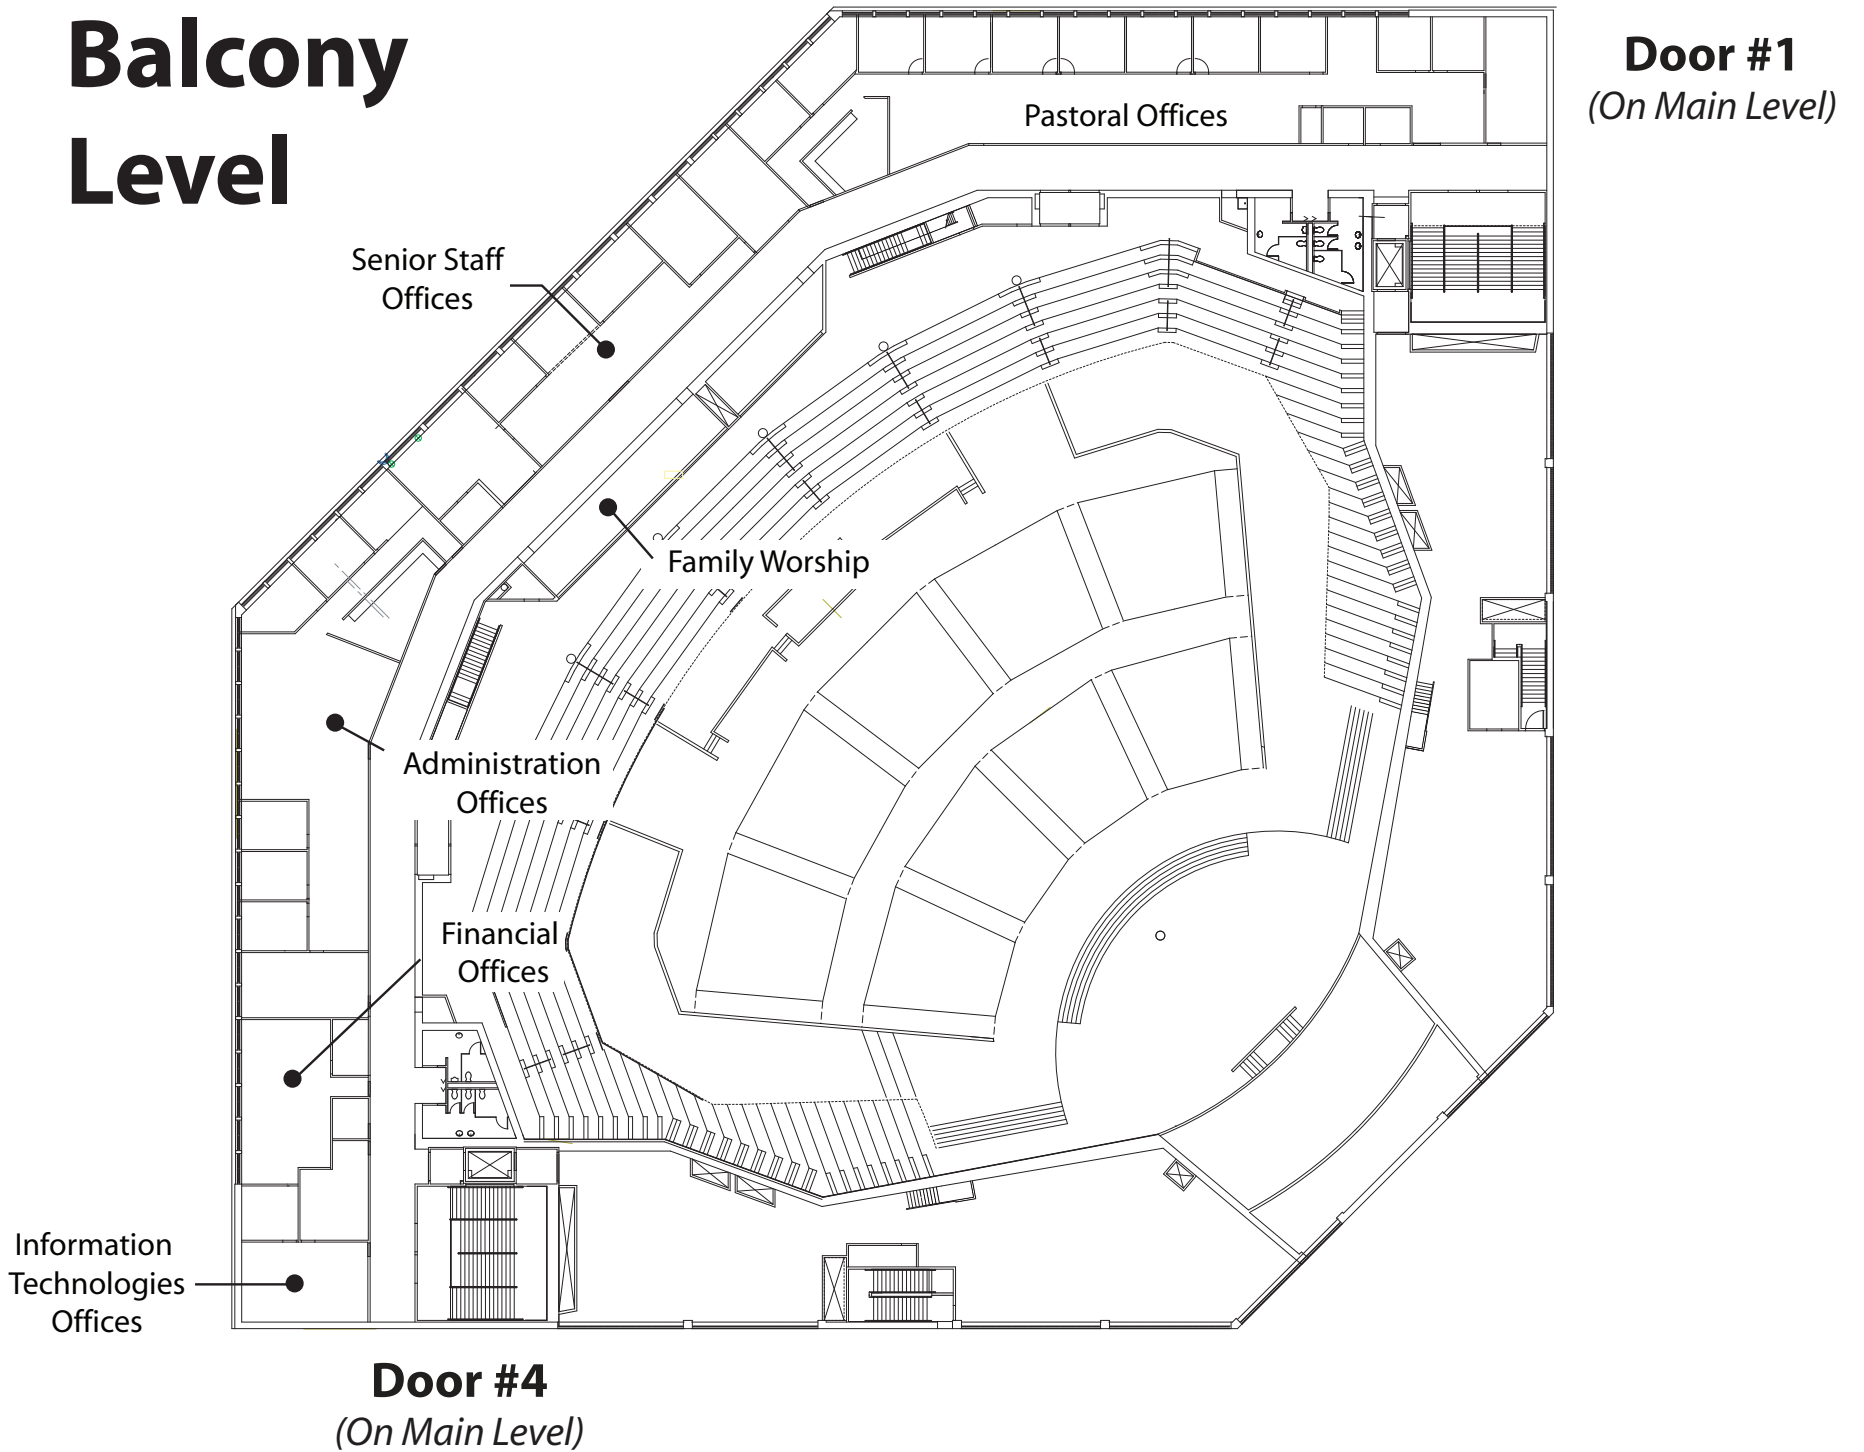 Balcony
Level
Door #1
(On Main Level)
Pastoral Offices
Senior Staff
Offices
Family Worship
Administration
Offices
Financial
Offices
Information
Technologies
Offices
Door #4
(On Main Level)